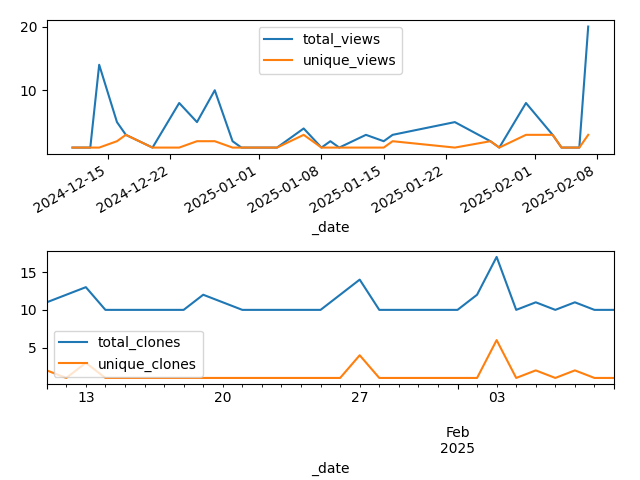 20
10
total_views
unique_views
2024-12-15
2024-12-22
2025-01-01
2025-01-08
2025-01-15
2025-01-22
2025-02-01
2025-02-08
_date
15
10
5
total_clones
unique_clones
13
20
27
03
Feb
2025
_date